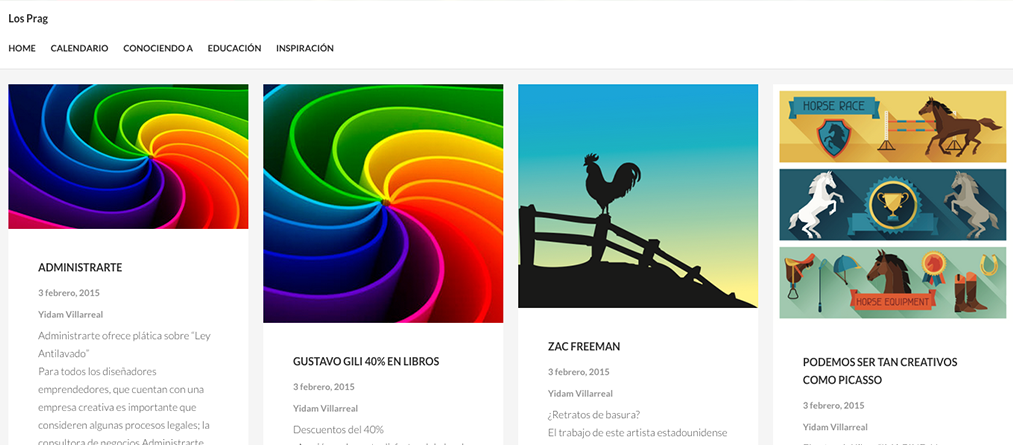 Los Prag
HOME CALENDARIO CONOCIENDO A EDUCACIÓN INSPIRACIÓN
ADMINISTRARTE
3 febrero, 2015
Yidam Villarreal
Administrarte ofrece plática sobre "Ley
Antilavado"
Para todos los diseñadores
emprendedores, que cuentan con una
empresa creativa es importante que
consideren algunas procesos legales; la
consultora de negocios Administrarte
GUSTAVO GILI 40% EN LIBROS
3 febrero, 2015
Yidam Villarreal
Descuentos del 40%
ZAC FREEMAN
3 febrero, 2015
Yidam Villarreal
¿Retratos de basura?
El trabajo de este artista estadounidense
HORSE RACE
HORSE EQUIPMENT
PODEMOS SER TAN CREATIVOS
COMO PICASSO
3 febrero, 2015
Yidam Villarreal